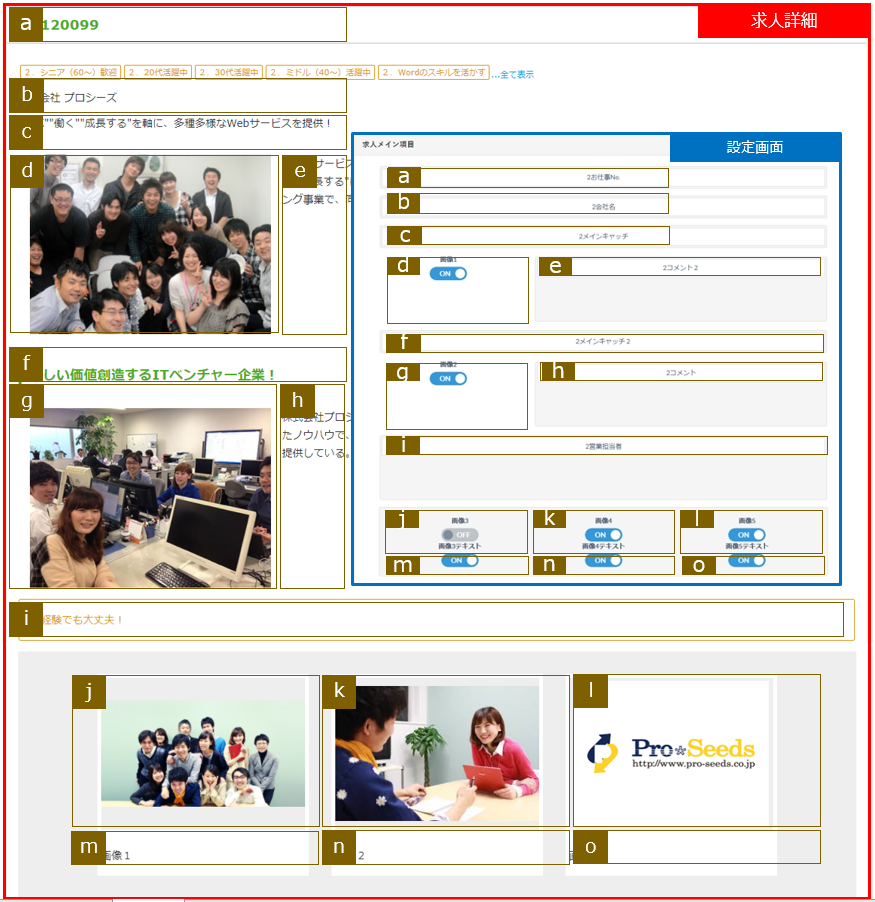 a
120099
求人詳細
2．シニア（60～）歓迎 2．20代活躍中 2．30代活躍中 2．ミドル（40～）活躍中 2．Wordのスキルを活かす ...全て表示
b
会社 プロシーズ
c
""働く""成長する"を軸に、多種多様なWebサービスを提供！
d
e
サービス
長する"
ング事業で、
f
しい価値創造するITベンチャー企業！
g
h
株式会社プロシ
たノウハウで、
提供している。
求人メイン項目
設定画面
a
2お仕事No
b
2会社名
c
2メインキャッチ
d
画像1
ON
e
2コメント２
f
2メインキャッチ２
g
画像2
ON
h
2コメント
i
2営業担当者
j
画像3
OFF
画像3テキスト
k
画像4
ON
画像4テキスト
l
画像5
ON
画像5テキスト
m
ON
n
ON
o
ON
i
経験でも大丈夫！
j
k
l
Pro Seeds
http://www.pro-seeds.co.jp
m
画像１
n
2
o